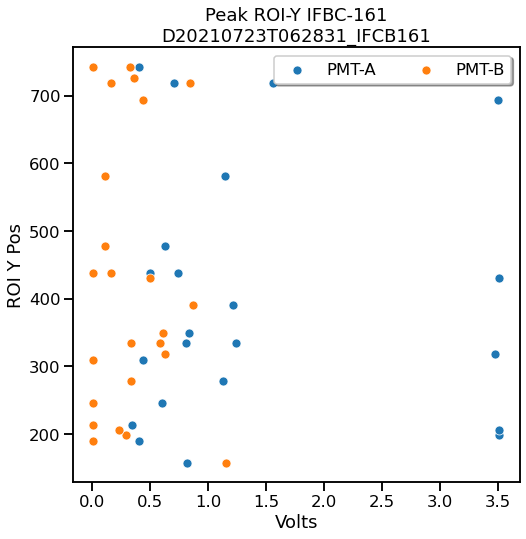 Peak ROI-Y IFBC-161
D20210723T062831_IFCB161
PMT-A PMT-B
700
600
500
400
300
200
ROI Y Pos
0.0 0.5 1.0 1.5 2.0 2.5 3.0 3.5
Volts